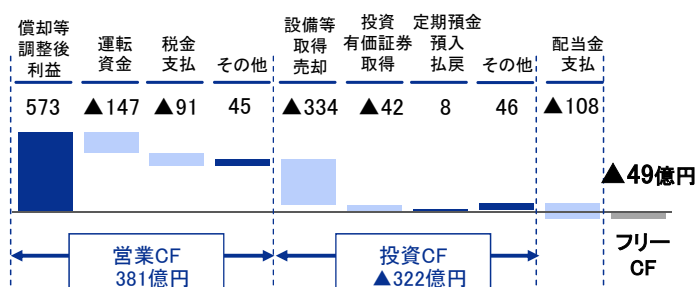 償却等
調整後
利益
運転
資金
税金
支払
その他
設備等
取得
売却
投資
有価証券
取得
定期預金
預入
払戻
その他
配当金
支払
573
▲147
▲91
45
▲334
▲42
8
46
▲108
▲49億円
フリー
CF
営業CF
381億円
投資CF
▲322億円